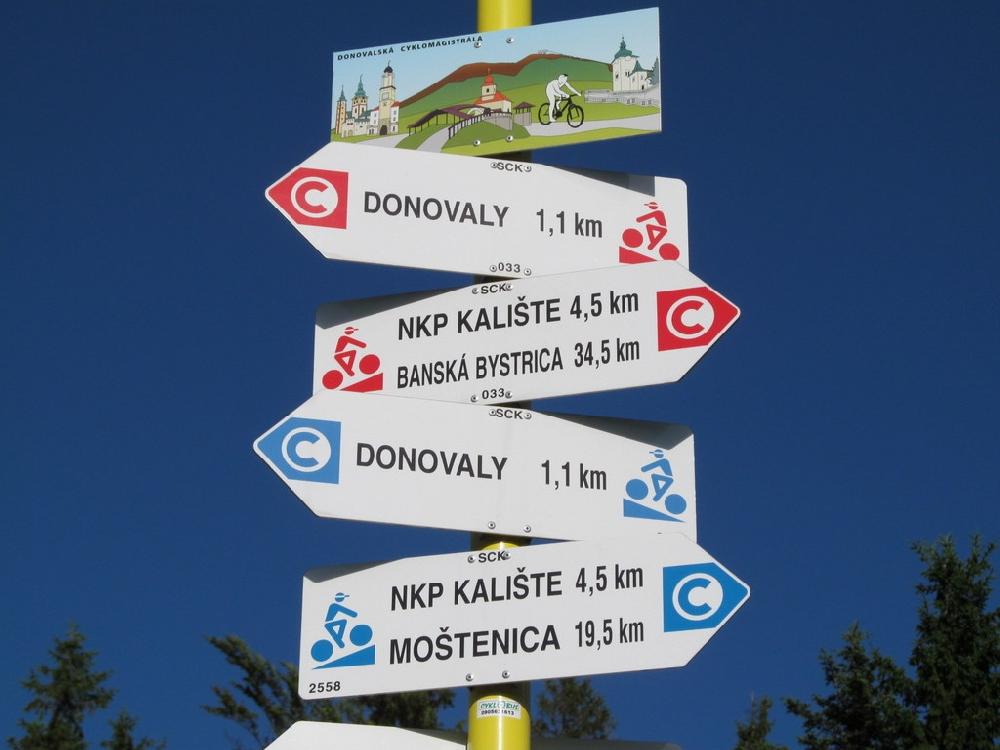 DONOVALSKÁ CYKLOMAGISTRÁLA
SCK
C DONOVALY 1,1 km
033
SCK
NKP KALIŠTE 4,5 km C
BANSKÁ BYSTRICA 34,5 km
033
SCK
C DONOVALY 1,1 km
SCK
NKP KALIŠTE 4,5 km C
MOŠTENICA 19,5 km
2558